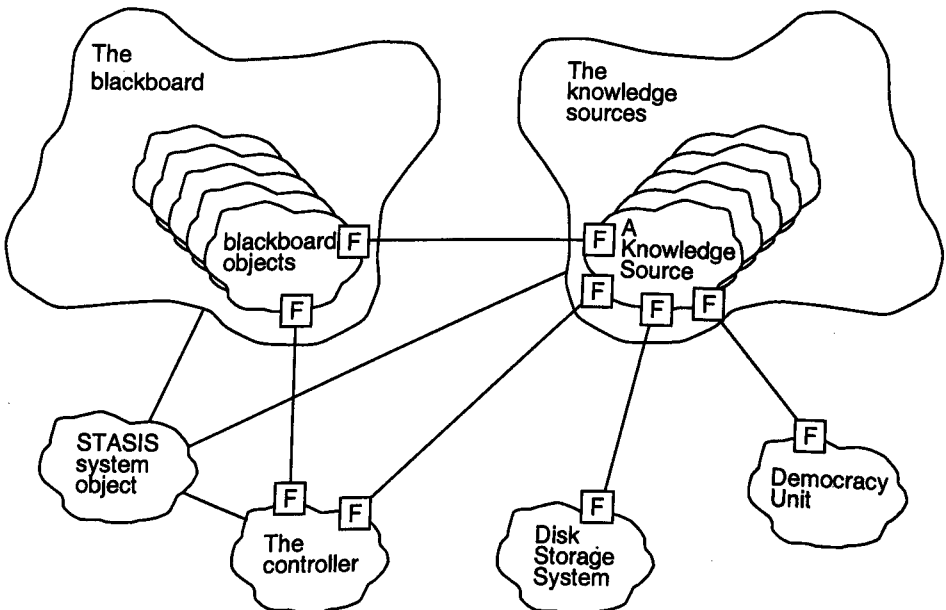 The
blackboard
The
knowledge
sources
blackboard
objects
F
F
F
A
Knowledge
Source
F
F
F
STASIS
system
object
F
F
The
controller
F
Disk
Storage
System
F
Democracy
Unit